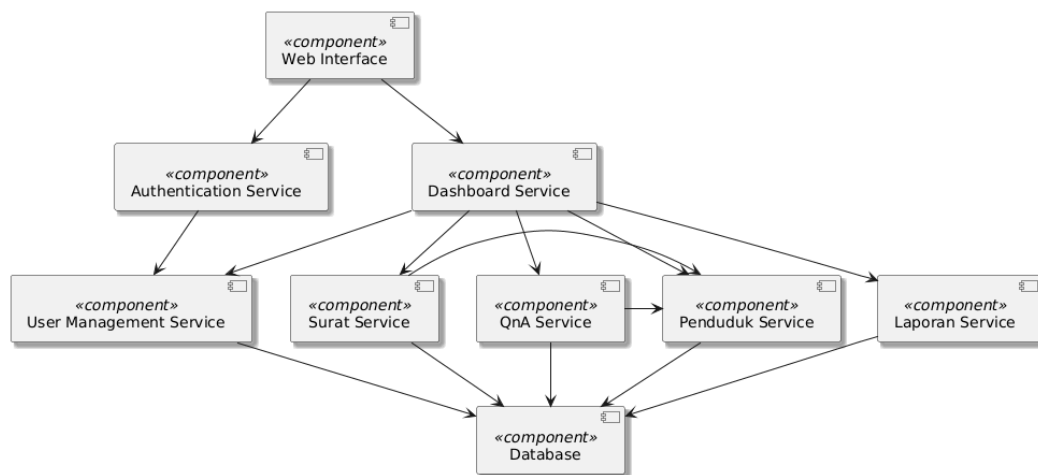 «component»
Web Interface
«component»
Authentication Service
«component»
Dashboard Service
«component»
User Management Service
«component»
Surat Service
«component»
QnA Service
«component»
Penduduk Service
«component»
Laporan Service
«component»
Database